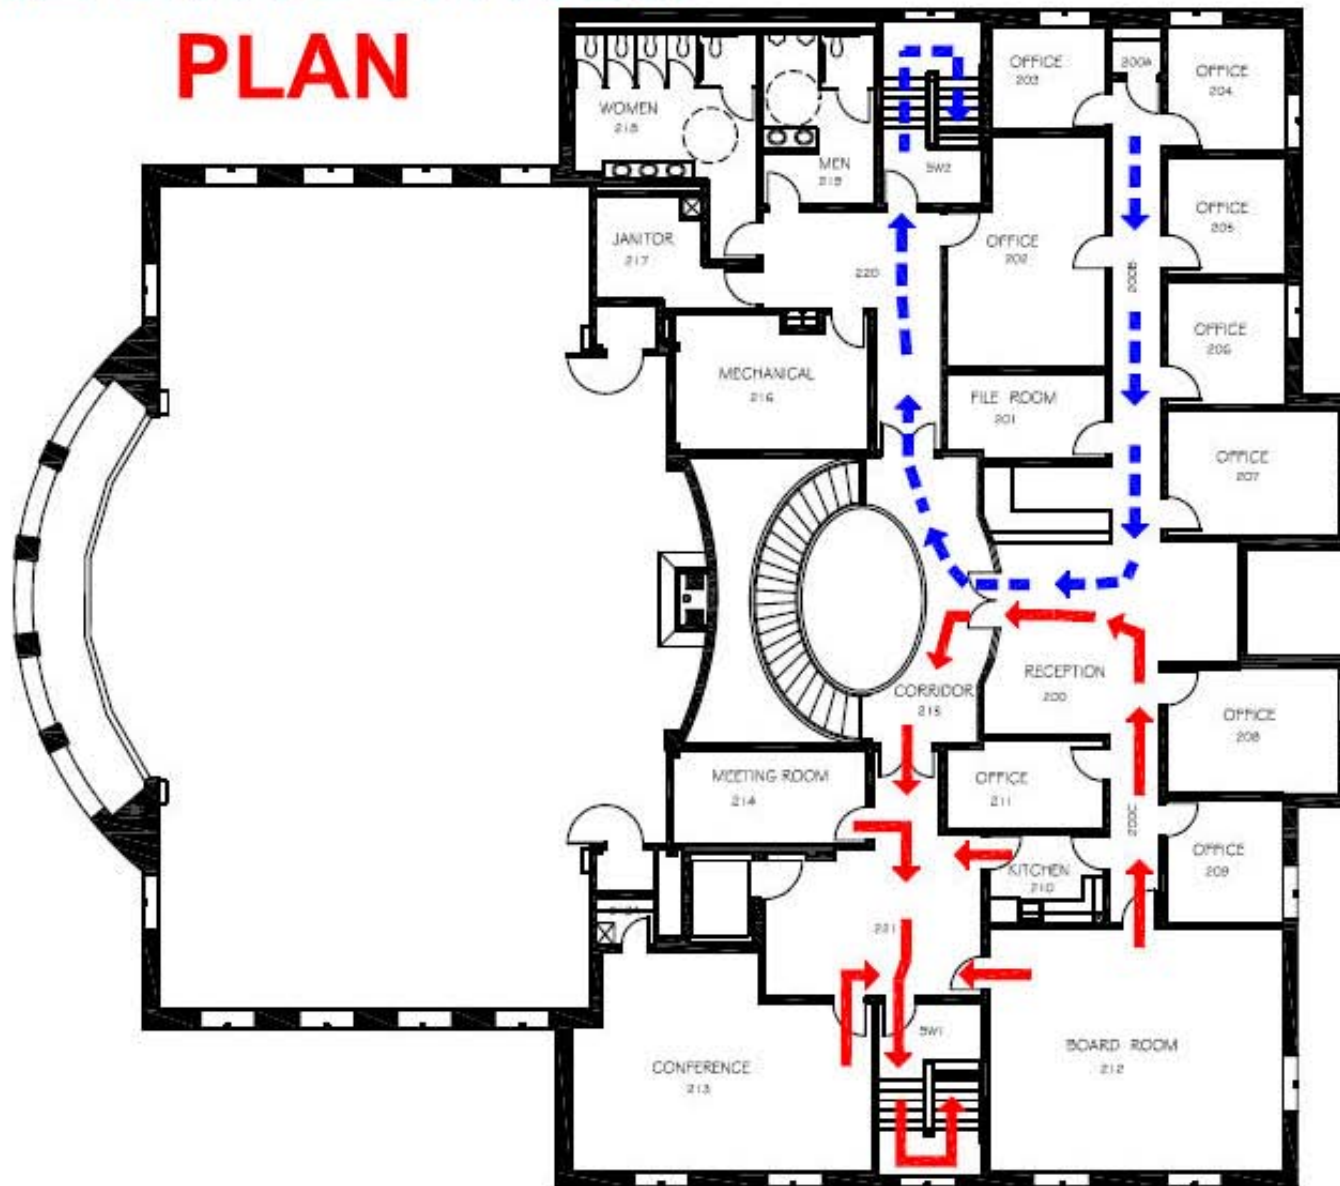 PLAN
WOMEN
218
MEN
219
SW2
OFFICE
203
200A
OFFICE
204
JANITOR
217
220
OFFICE
202
200B
OFFICE
205
OFFICE
206
MECHANICAL
216
FILE ROOM
201
OFFICE
207
CORRIDOR
215
RECEPTION
200
OFFICE
208
MEETING ROOM
214
OFFICE
211
200C
KITCHEN
210
OFFICE
209
221
SW1
CONFERENCE
213
BOARD ROOM
212